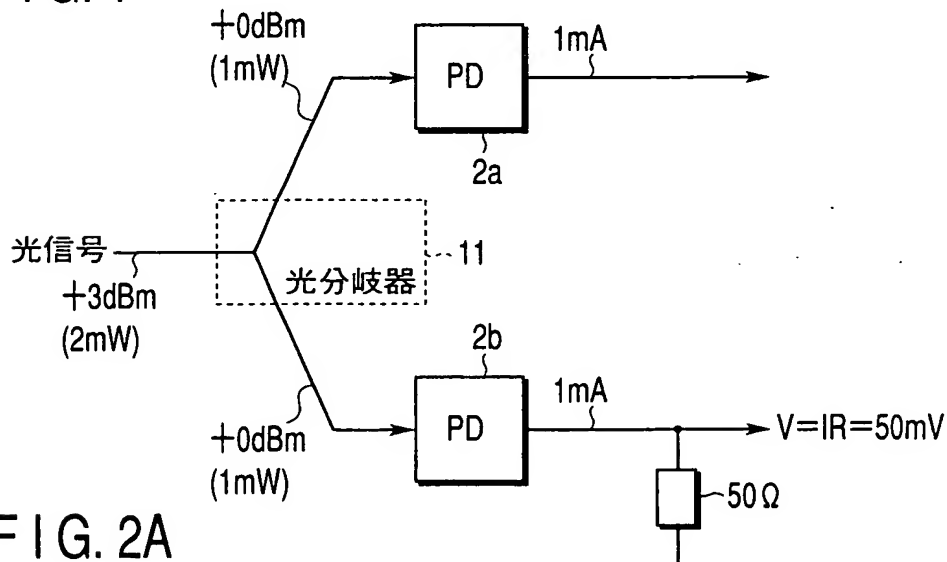 +0dBm
(1mW)
PD
1mA
2a
光信号
+3dBm
(2mW)
11
光分岐器
2b
+0dBm
(1mW)
PD
1mA
V=IR=50mV
50Ω
FIG. 2A